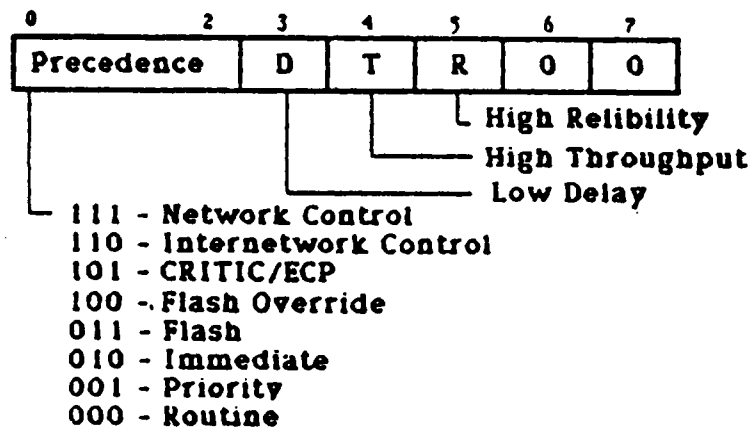 0 2 3 4 5 6 7
Precedence D T R 0 0
High Relibility
High Throughput
Low Delay
111 - Network Control
110 - Internetwork Control
101 - CRITIC/ECP
100 - Flash Override
011 - Flash
010 - Immediate
001 - Priority
000 - Routine